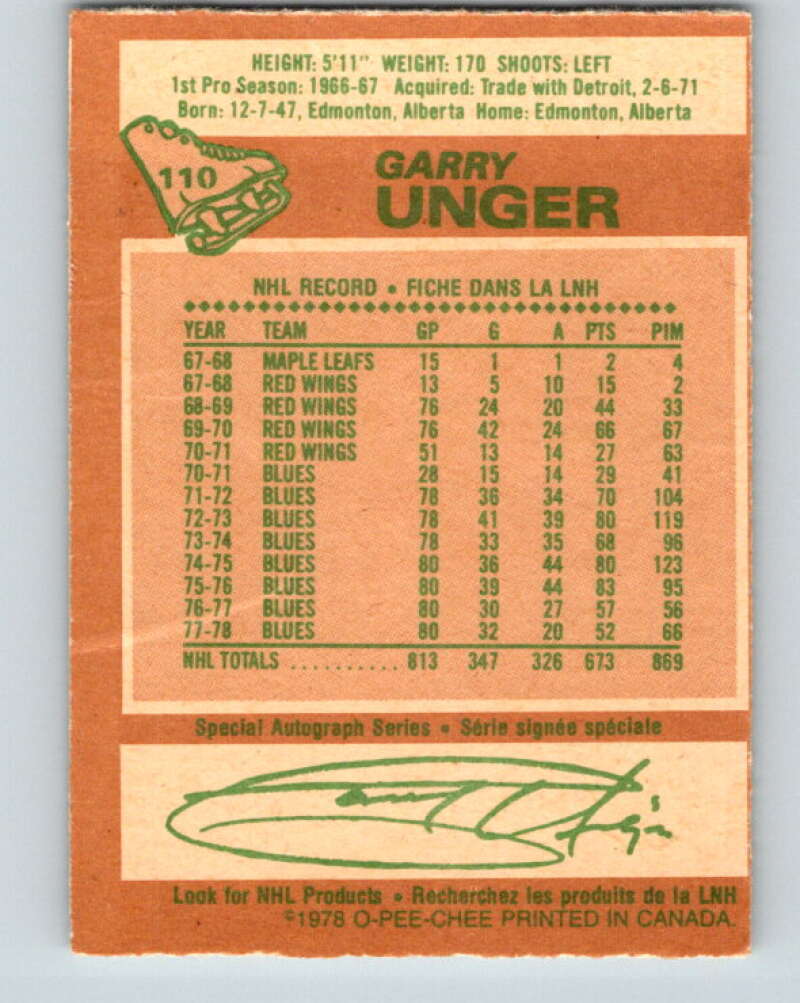 HEIGHT: 5'11" WEIGHT: 170 SHOOTS: LEFT
1st Pro Season: 1966-67 Acquired: Trade with Detroit, 2-6-71
Born: 12-7-47, Edmonton, Alberta Home: Edmonton, Alberta
110
GARRY
UNGER
NHL RECORD • FICHE DANS LA LNH
YEAR TEAM GP G A PTS PIM
67-68 MAPLE LEAFS 15 1 1 2 4
67-68 RED WINGS 13 5 10 15 2
68-69 RED WINGS 76 24 20 44 33
69-70 RED WINGS 76 42 24 66 67
70-71 RED WINGS 51 13 14 27 63
70-71 BLUES 28 15 14 29 41
71-72 BLUES 78 36 34 70 104
72-73 BLUES 78 41 39 80 119
73-74 BLUES 78 33 35 68 96
74-75 BLUES 80 36 44 80 123
75-76 BLUES 80 39 44 83 95
76-77 BLUES 80 30 27 57 56
77-78 BLUES 80 32 20 52 66
NHL TOTALS .......... 813 347 326 673 869
Special Autograph Series • Série signée spéciale
Look for NHL Products • Recherchez les produits de la LNH
©1978 O-PEE-CHEE PRINTED IN CANADA.